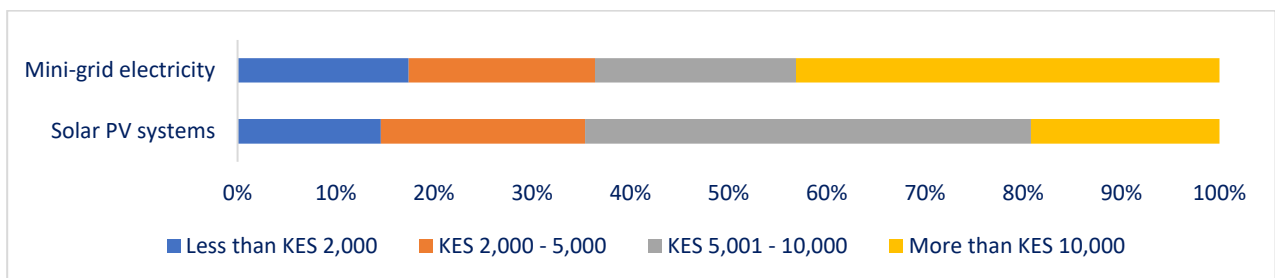 Mini-grid electricity
Solar PV systems
0% 10% 20% 30% 40% 50% 60% 70% 80% 90% 100%
Less than KES 2,000 KES 2,000 - 5,000 KES 5,001 - 10,000 More than KES 10,000